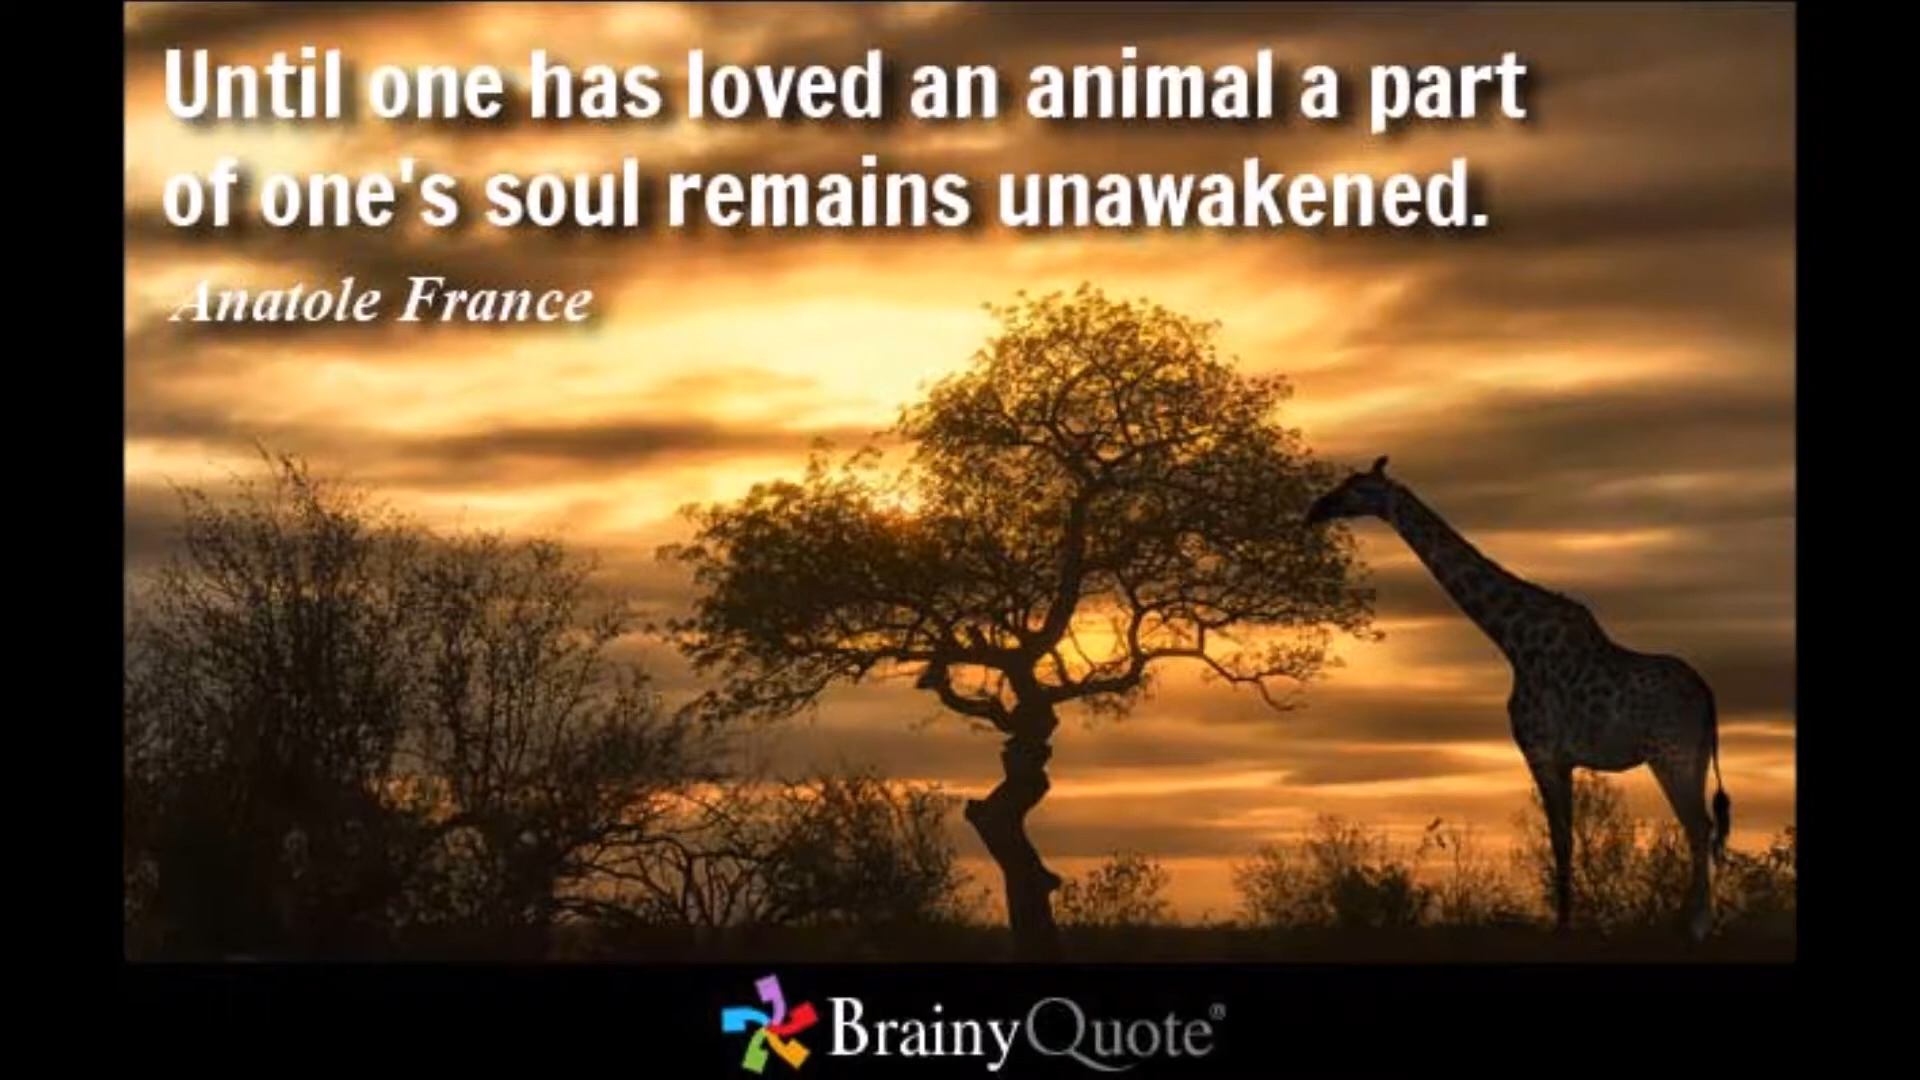 Until one has loved an animal a part
of one's soul remains unawakened.
Anatole France
BrainyQuote®